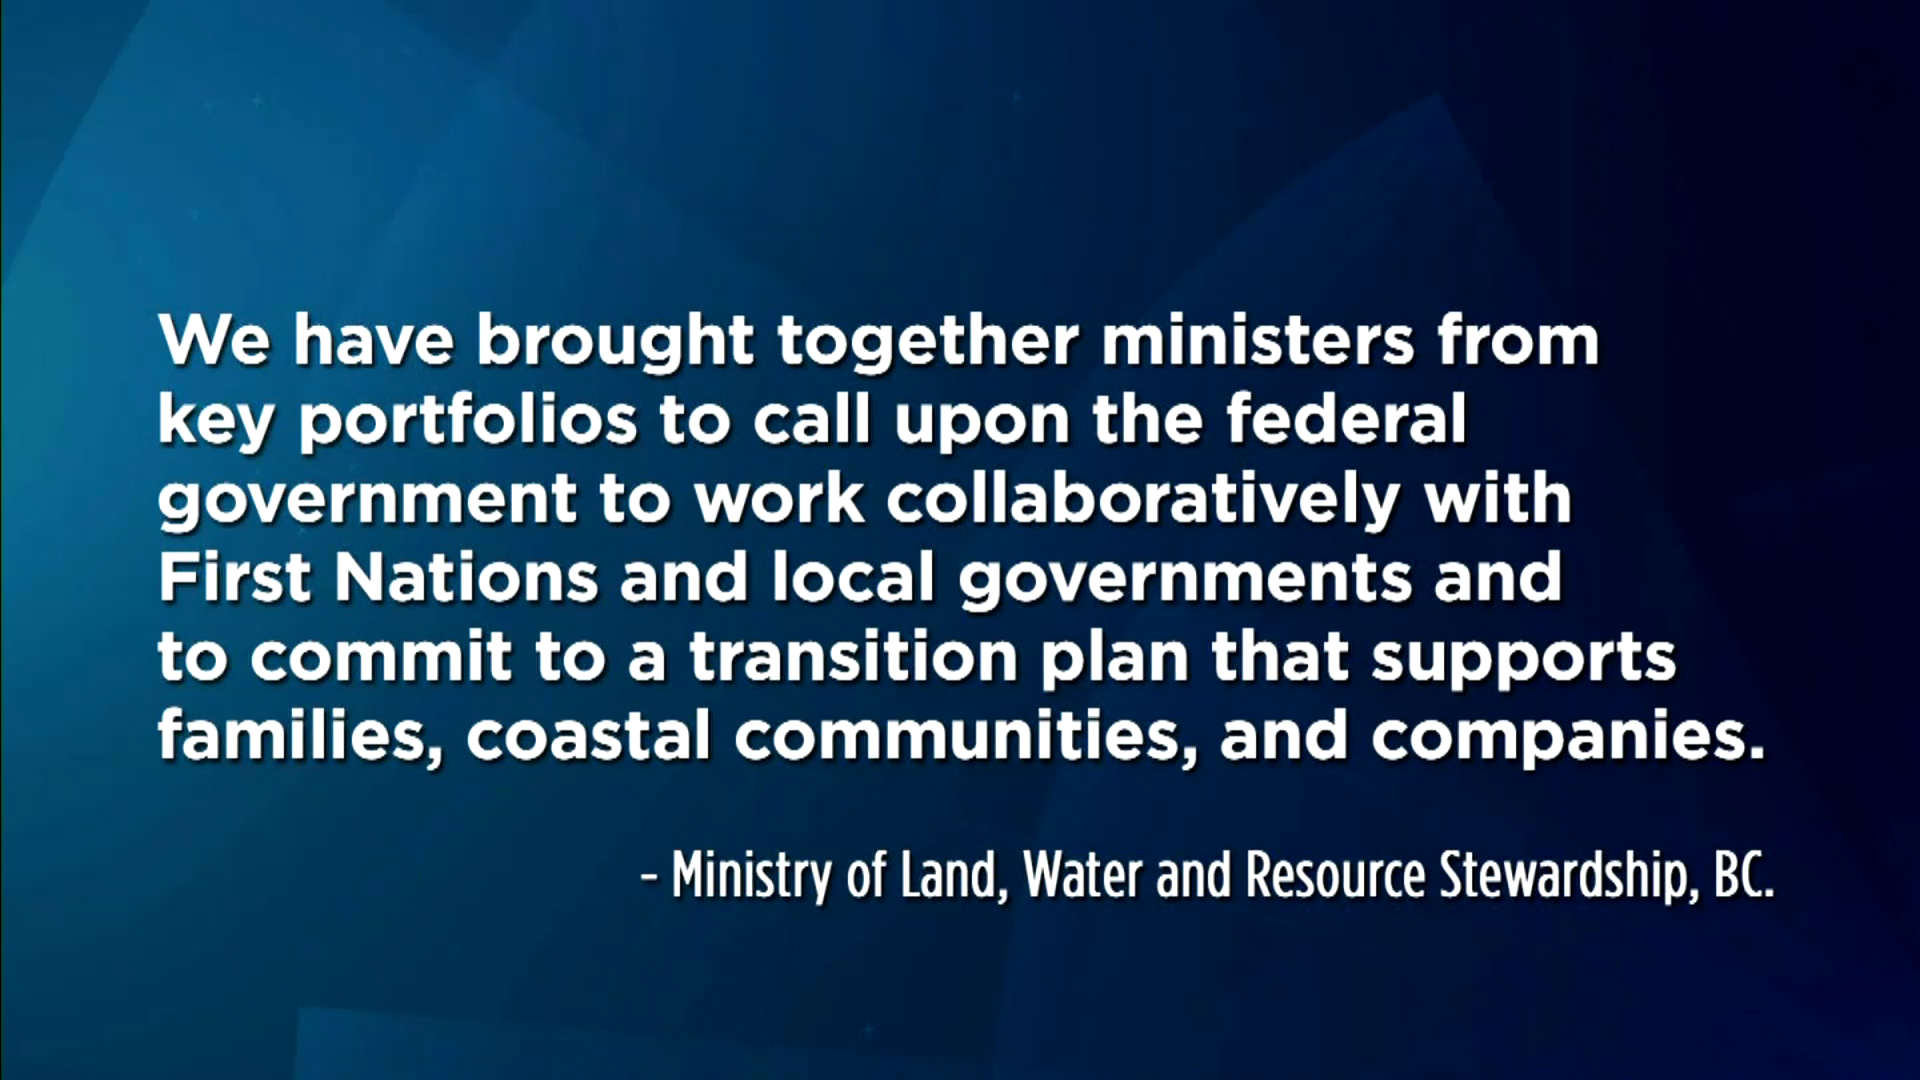 We have brought together ministers from
key portfolios to call upon the federal
government to work collaboratively with
First Nations and local governments and
to commit to a transition plan that supports
families, coastal communities, and companies.
- Ministry of Land, Water and Resource Stewardship, BC.